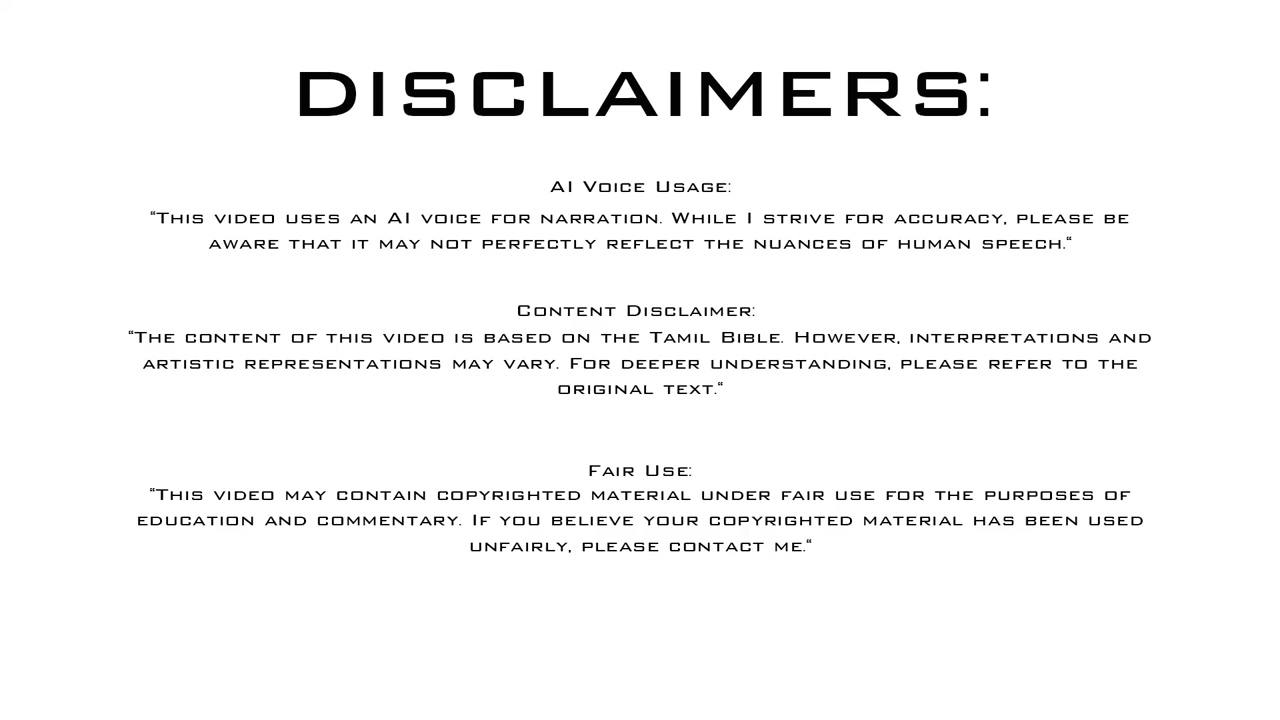 DISCLAIMERS:
AI Voice Usage:
“This video uses an AI voice for narration. While I strive for accuracy, please be
aware that it may not perfectly reflect the nuances of human speech.“
Content Disclaimer:
“The content of this video is based on the Tamil Bible. However, interpretations and
artistic representations may vary. For deeper understanding, please refer to the
original text.“
Fair Use:
“This video may contain copyrighted material under fair use for the purposes of
education and commentary. If you believe your copyrighted material has been used
unfairly, please contact me.“